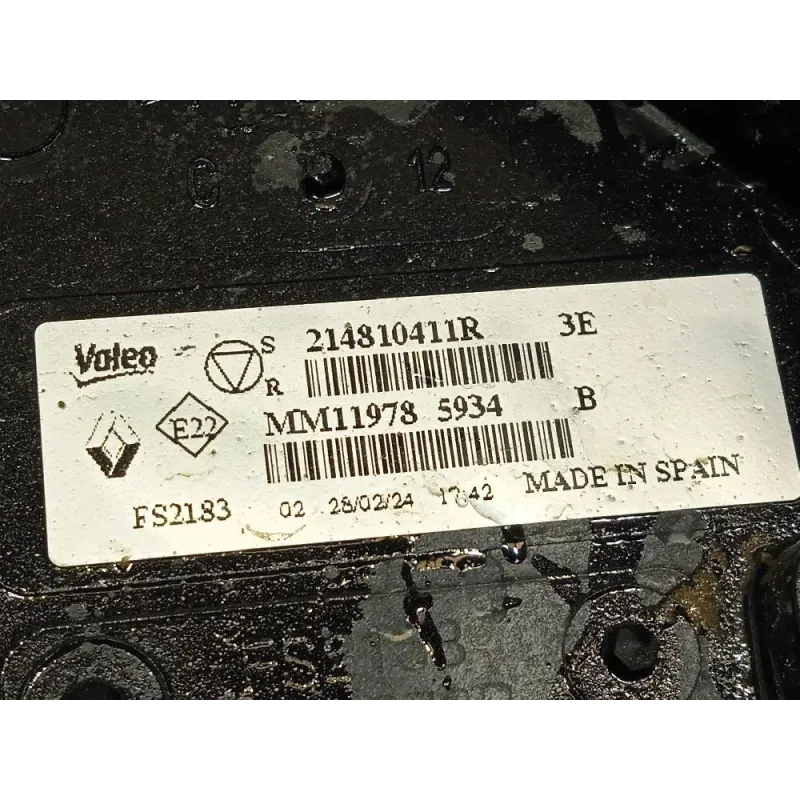 C 12
Valeo S 214810411R 3E
R
E22 MM11978 5934 B
FS2183 02 28/02/24 17:42 MADE IN SPAIN